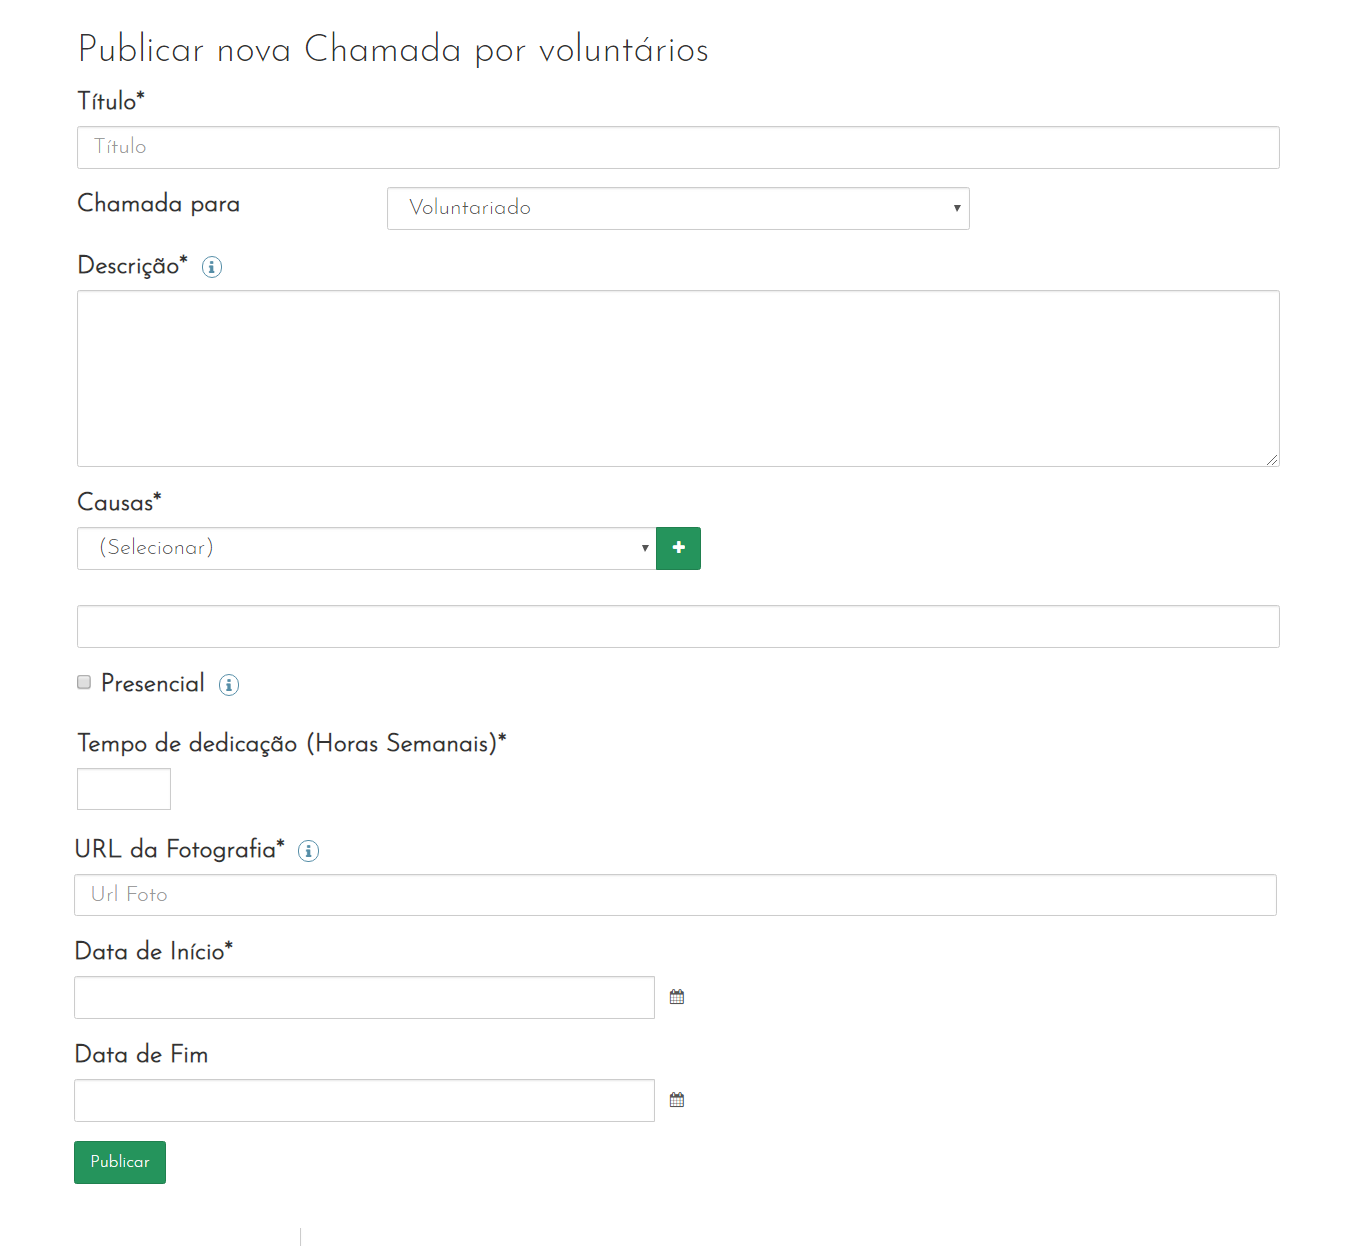 Publicar nova Chamada por voluntários
Título*
Título
Chamada para
Voluntariado
Descrição*
Causas*
(Selecionar)
Presencial
Tempo de dedicação (Horas Semanais)*
URL da Fotografia*
Url Foto
Data de Início*
Data de Fim
Publicar